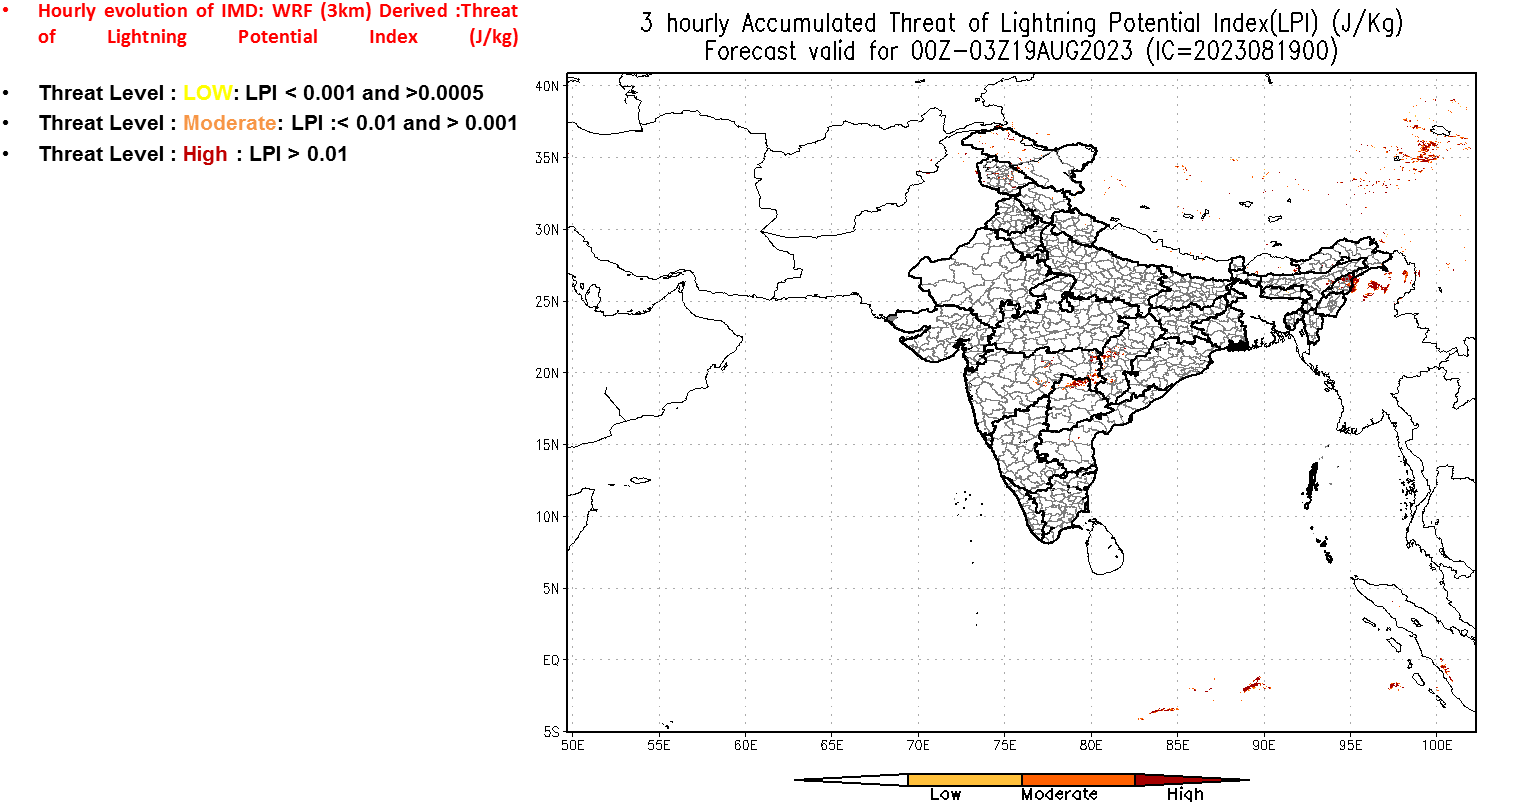 • Hourly evolution of IMD: WRF (3km) Derived :Threat
of Lightning Potential Index (J/kg)
• Threat Level : LOW: LPI < 0.001 and >0.0005
• Threat Level : Moderate: LPI :< 0.01 and > 0.001
• Threat Level : High : LPI > 0.01
3 hourly Accumulated Threat of Lightning Potential Index(LPI) (J/Kg)
Forecast valid for 00Z-03Z19AUG2023 (IC=2023081900)
40N
35N
30N
25N
20N
15N
10N
5N
EQ
5S
50E 55E 60E 65E 70E 75E 80E 85E 90E 95E 100E
Low Moderate High